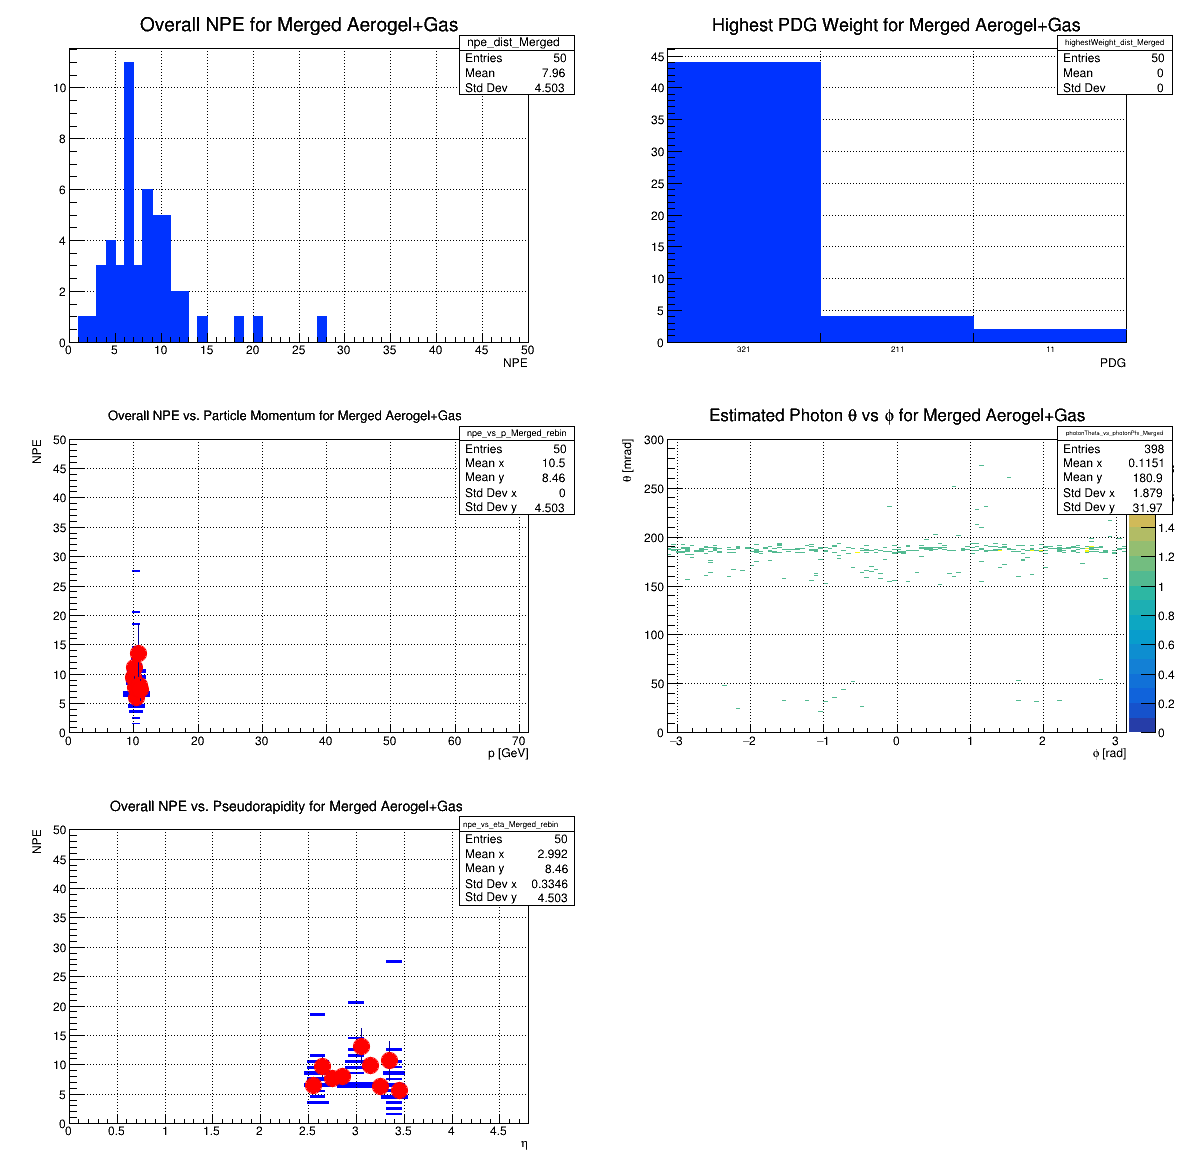 Overall NPE for Merged Aerogel+Gas
npe_dist_Merged
Entries 50
Mean 7.96
Std Dev 4.503
10
8
6
4
2
0
0 5 10 15 20 25 30 35 40 45 50
NPE
Highest PDG Weight for Merged Aerogel+Gas
highestWeight_dist_Merged
Entries 50
Mean 0
Std Dev 0
45
40
35
30
25
20
15
10
5
0
321 211 11
PDG
Overall NPE vs. Particle Momentum for Merged Aerogel+Gas
npe_vs_p_Merged_rebin
Entries 50
Mean x 10.5
Mean y 8.46
Std Dev x 0
Std Dev y 4.503
NPE
50
45
40
35
30
25
20
15
10
5
0
0 10 20 30 40 50 60 70
p [GeV]
Estimated Photon θ vs ϕ for Merged Aerogel+Gas
photonTheta_vs_photonPhi_Merged
Entries 398
Mean x 0.1151
Mean y 180.9
Std Dev x 1.879
Std Dev y 31.97
θ [mrad]
300
250
200
150
100
50
0
−3 −2 −1 0 1 2 3
ϕ [rad]
1.4
1.2
1
0.8
0.6
0.4
0.2
0
Overall NPE vs. Pseudorapidity for Merged Aerogel+Gas
npe_vs_eta_Merged_rebin
Entries 50
Mean x 2.992
Mean y 8.46
Std Dev x 0.3346
Std Dev y 4.503
NPE
50
45
40
35
30
25
20
15
10
5
0
0 0.5 1 1.5 2 2.5 3 3.5 4 4.5
η